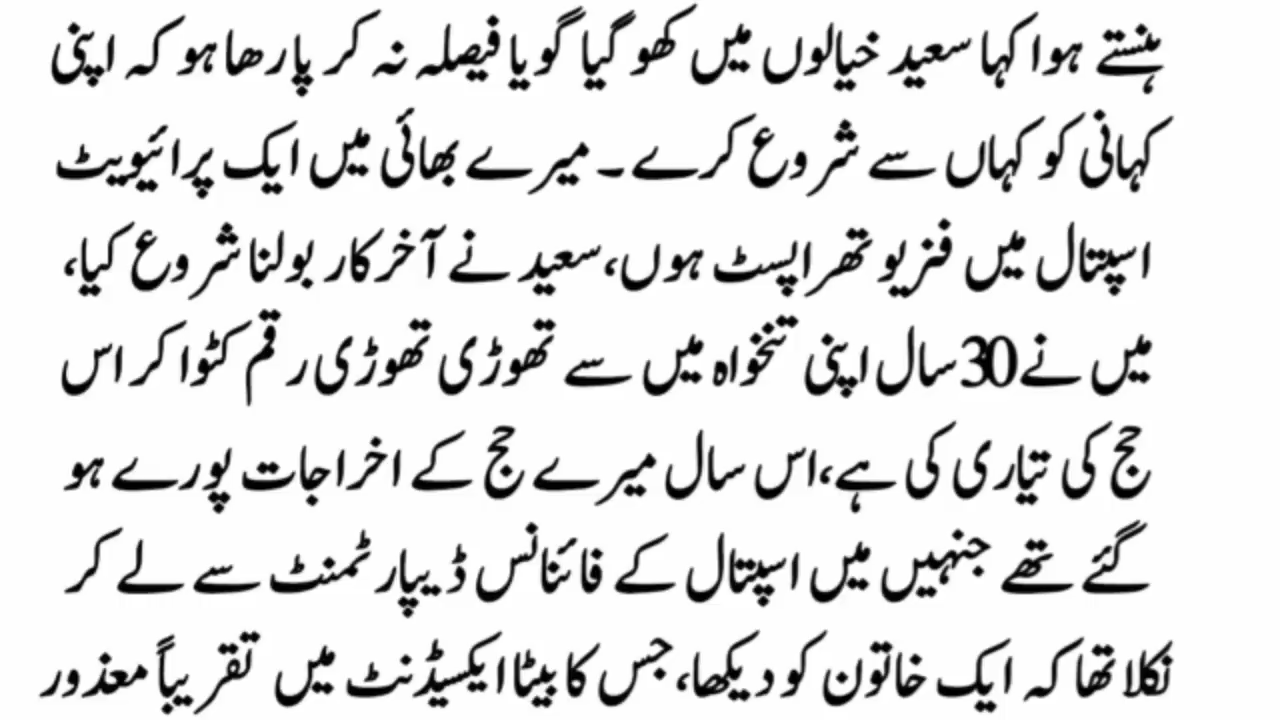 ہنستے ہوا کہا سعید خیالوں میں کھو گیا گویا فیصلہ نہ کر پارھا ہو کہ اپنی
کہانی کو کہاں سے شروع کرے۔ میرے بھائی میں ایک پرائیویٹ
اسپتال میں فزیو تھراپسٹ ہوں، سعید نے آخر کار بولنا شروع کیا،
میں نے 30 سال اپنی تنخواہ میں سے تھوڑی تھوڑی رقم کٹوا کر اس
حج کی تیاری کی ہے، اس سال میرے حج کے اخراجات پورے ہو
گئے تھے جنہیں میں اسپتال کے فائنانس ڈیپارٹمنٹ سے لے کر
نکلا تھا کہ ایک خاتون کو دیکھا، جس کا بیٹا ایکسیڈنٹ میں تقریباً معذور